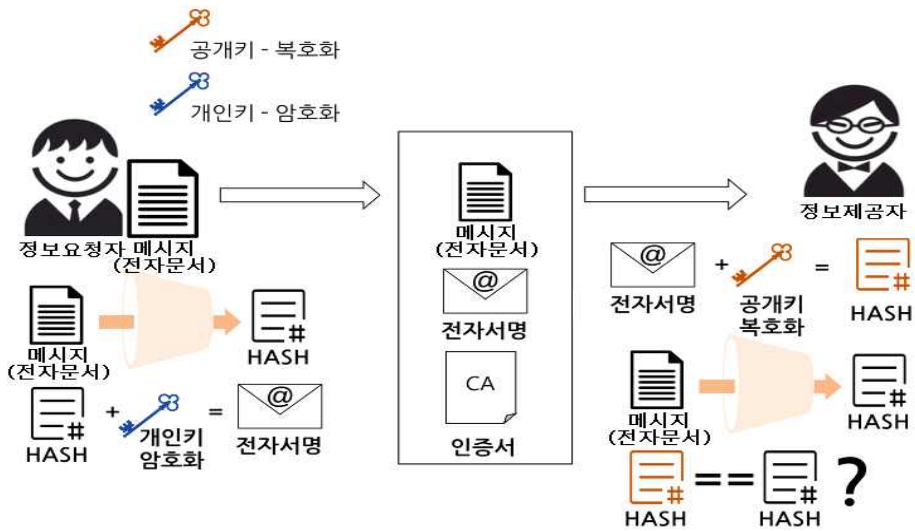 공개키 - 복호화
개인키 - 암호화
정보요청자
메시지
(전자문서)
메시지
(전자문서)
#
HASH
#
HASH
+
개인키
암호화
=
@
전자서명
메시지
(전자문서)
@
전자서명
CA
인증서
정보제공자
@
전자서명
+
공개키
복호화
=
#
HASH
메시지
(전자문서)
#
HASH
#
HASH
==
#
HASH
?